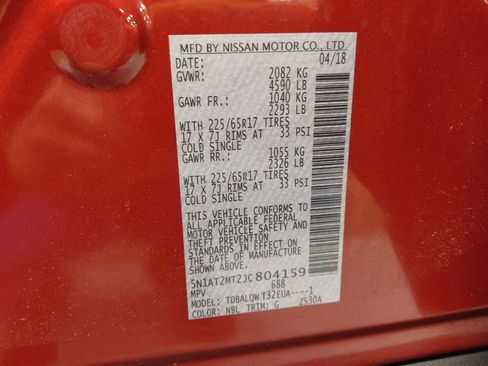 MFD BY NISSAN MOTOR CO., LTD.
DATE: 04/18
GVWR: 2082 KG
4590 LB
GAWR FR.: 1040 KG
2293 LB
WITH 225/65R17 TIRES
17 X 7J RIMS AT 33 PSI
COLD SINGLE
GAWR RR.: 1055 KG
2326 LB
WITH 225/65R17 TIRES
17 X 7J RIMS AT 33 PSI
COLD SINGLE
THIS VEHICLE CONFORMS TO
ALL APPLICABLE FEDERAL
MOTOR VEHICLE SAFETY AND
THEFT PREVENTION
STANDARDS IN EFFECT ON
THE DATE OF MANUFACTURE
5N1AT2MT2JC804159
MPV 688
MODEL: TDBALQW T32EUA----1
COLOR: NBL TRIM: G Z530A